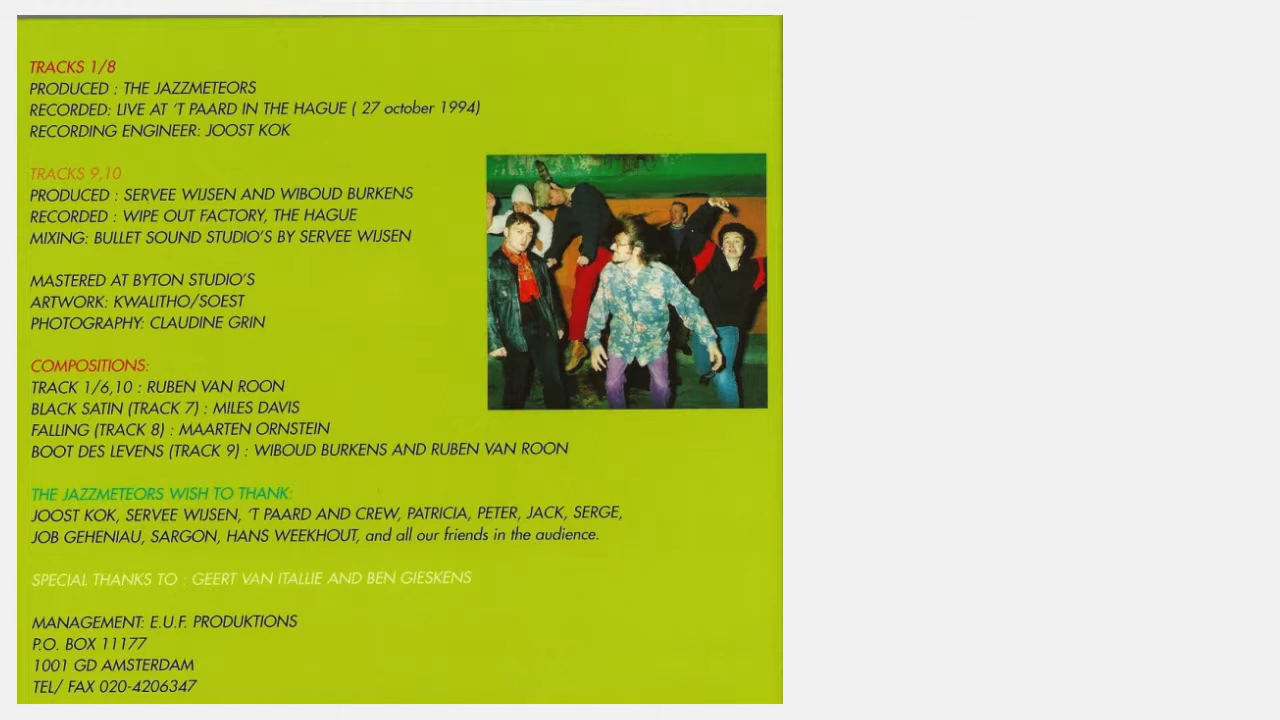 TRACKS 1/8
PRODUCED : THE JAZZMETEORS
RECORDED: LIVE AT 'T PAARD IN THE HAGUE ( 27 october 1994)
RECORDING ENGINEER: JOOST KOK
TRACKS 9,10
PRODUCED : SERVEE WIJSEN AND WIBOUD BURKENS
RECORDED : WIPE OUT FACTORY, THE HAGUE
MIXING: BULLET SOUND STUDIO'S BY SERVEE WIJSEN
MASTERED AT BYTON STUDIO'S
ARTWORK: KWALITHO/SOEST
PHOTOGRAPHY: CLAUDINE GRIN
COMPOSITIONS:
TRACK 1/6,10 : RUBEN VAN ROON
BLACK SATIN (TRACK 7) : MILES DAVIS
FALLING (TRACK 8) : MAARTEN ORNSTEIN
BOOT DES LEVENS (TRACK 9) : WIBOUD BURKENS AND RUBEN VAN ROON
THE JAZZMETEORS WISH TO THANK:
JOOST KOK, SERVEE WIJSEN, 'T PAARD AND CREW, PATRICIA, PETER, JACK, SERGE,
JOB GEHENIAU, SARGON, HANS WEEKHOUT, and all our friends in the audience.
SPECIAL THANKS TO : GEERT VAN ITALLIE AND BEN GIESKENS
MANAGEMENT: E.U.F. PRODUKTIONS
P.O. BOX 11177
1001 GD AMSTERDAM
TEL/ FAX 020-4206347